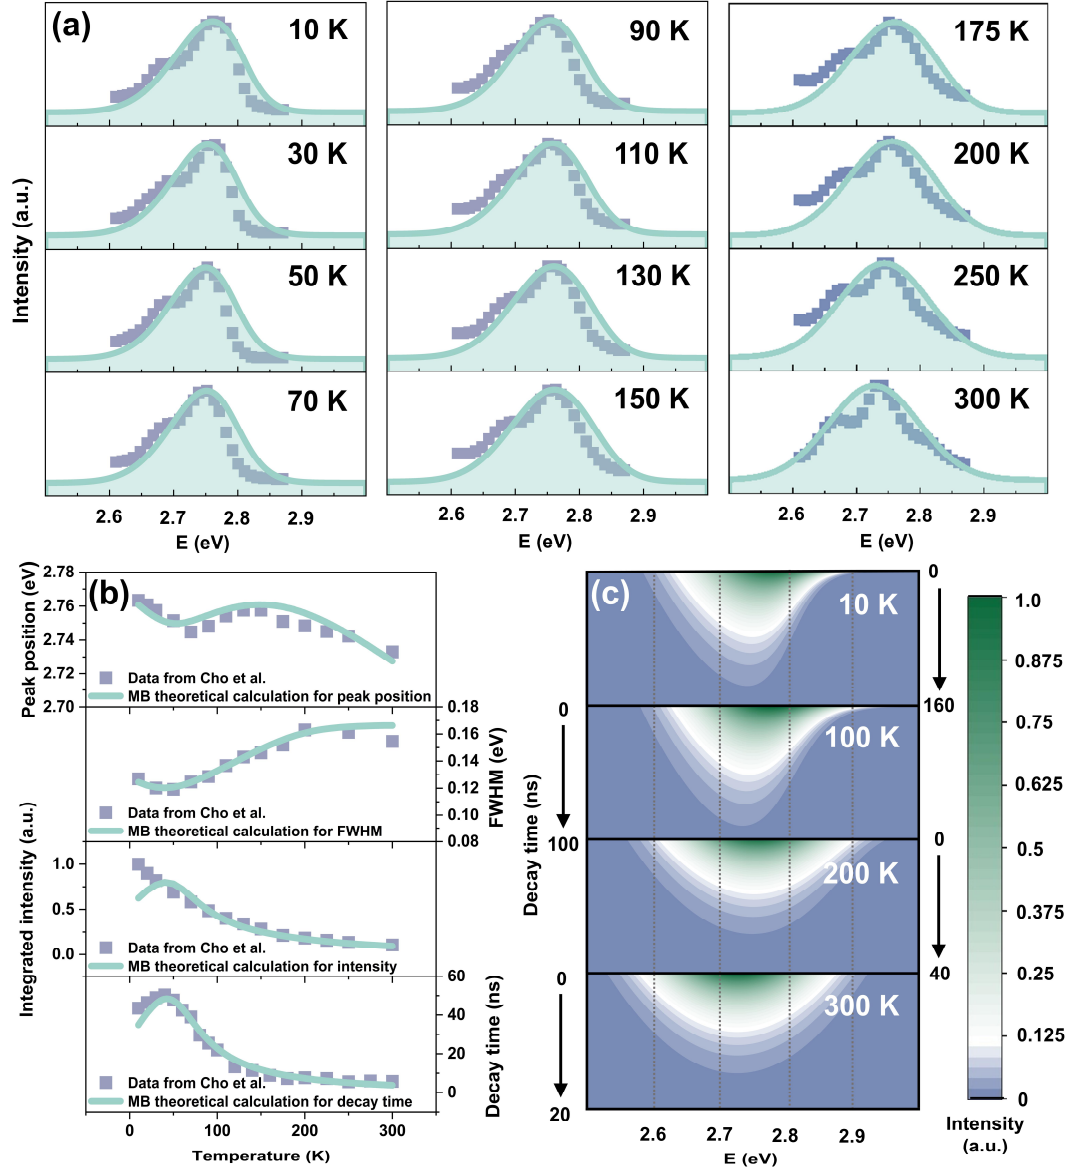 (a)
10 K
90 K
175 K
30 K
110 K
200 K
50 K
130 K
250 K
70 K
150 K
300 K
Intensity (a.u.)
2.6 2.7 2.8 2.9
E (eV)
2.6 2.7 2.8 2.9
E (eV)
2.6 2.7 2.8 2.9
E (eV)
(b)
Peak position (eV)
2.78
2.76
2.74
2.72
2.70
Data from Cho et al.
MB theoretical calculation for peak position
0.18
0.16
0.14
0.12
0.10
0.08
FWHM (eV)
Data from Cho et al.
MB theoretical calculation for FWHM
Integrated intensity (a.u.)
1.0
0.5
0.0
Data from Cho et al.
MB theoretical calculation for intensity
60
40
20
0
Decay time (ns)
Data from Cho et al.
MB theoretical calculation for decay time
0 100 200 300
Temperature (K)
(c)
10 K
0
160
100 K
0
100
200 K
0
40
300 K
0
20
Decay time (ns)
2.6 2.7 2.8 2.9
E (eV)
1.0
0.875
0.75
0.625
0.5
0.375
0.25
0.125
0
Intensity
(a.u.)